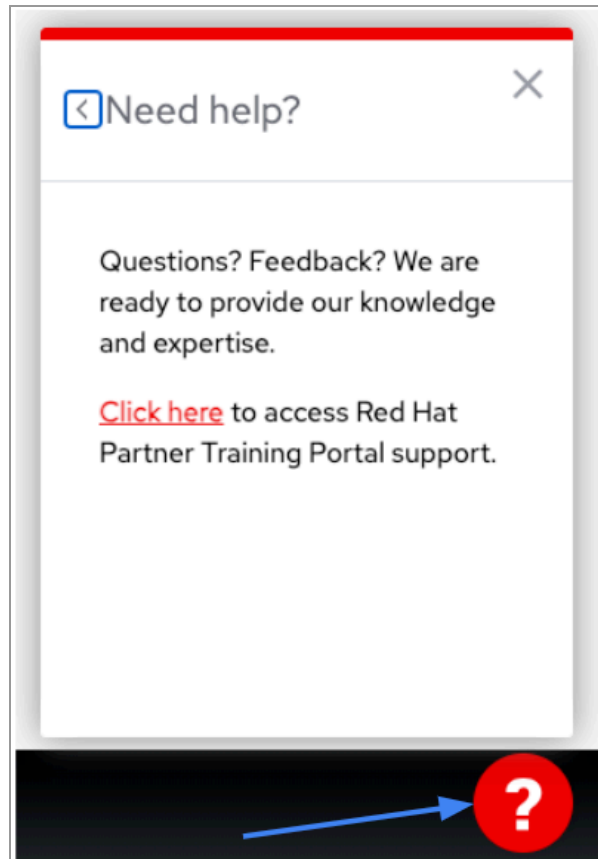 Need help?
Questions? Feedback? We are
ready to provide our knowledge
and expertise.
Click here to access Red Hat
Partner Training Portal support.
?